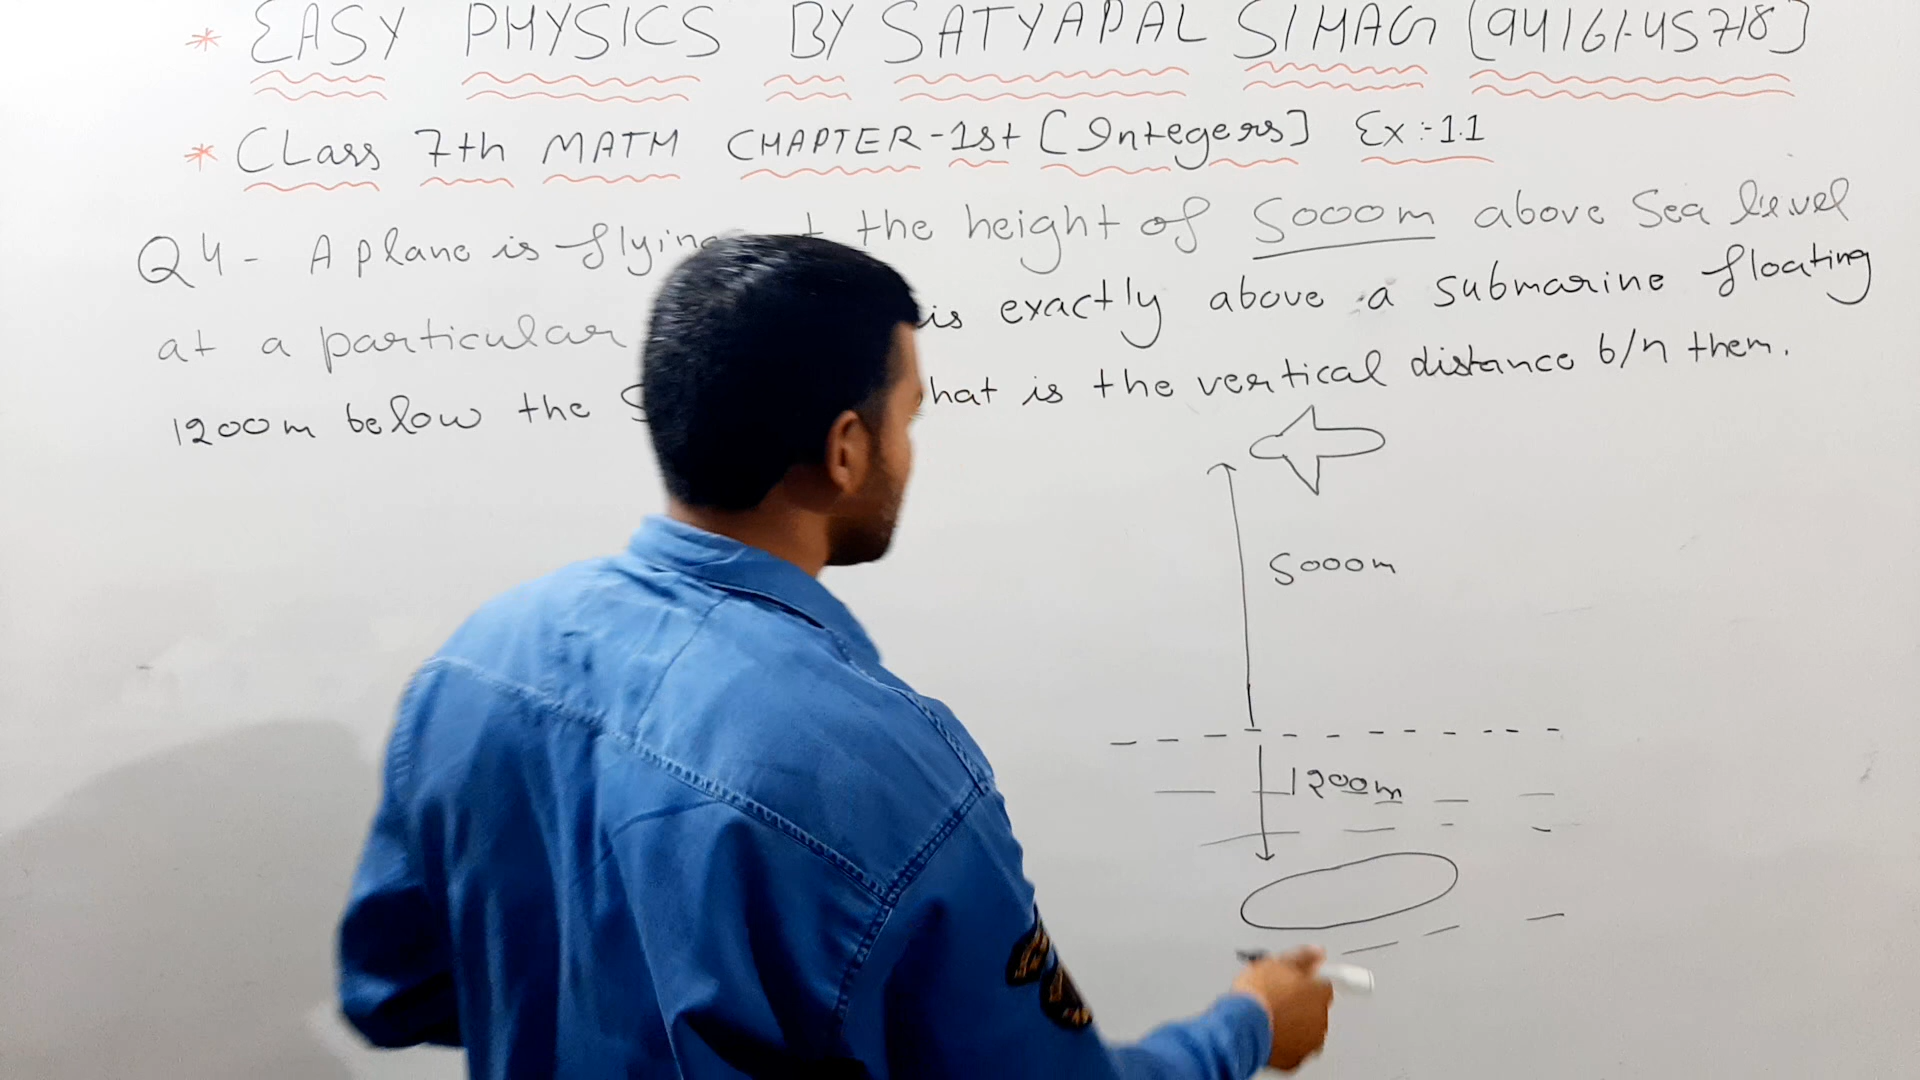 * EASY PHYSICS BY SATYAPAL SIMAG [94161-45718]
* CLass 7th MATH CHAPTER-1st [Integers] Ex:-1.1
Q4- A plane is flying the height of 5000m above Sea level
at a particular is exactly above a submarine floating
1200m below the hat is the vertical distance b/n them.
5000m
1200m